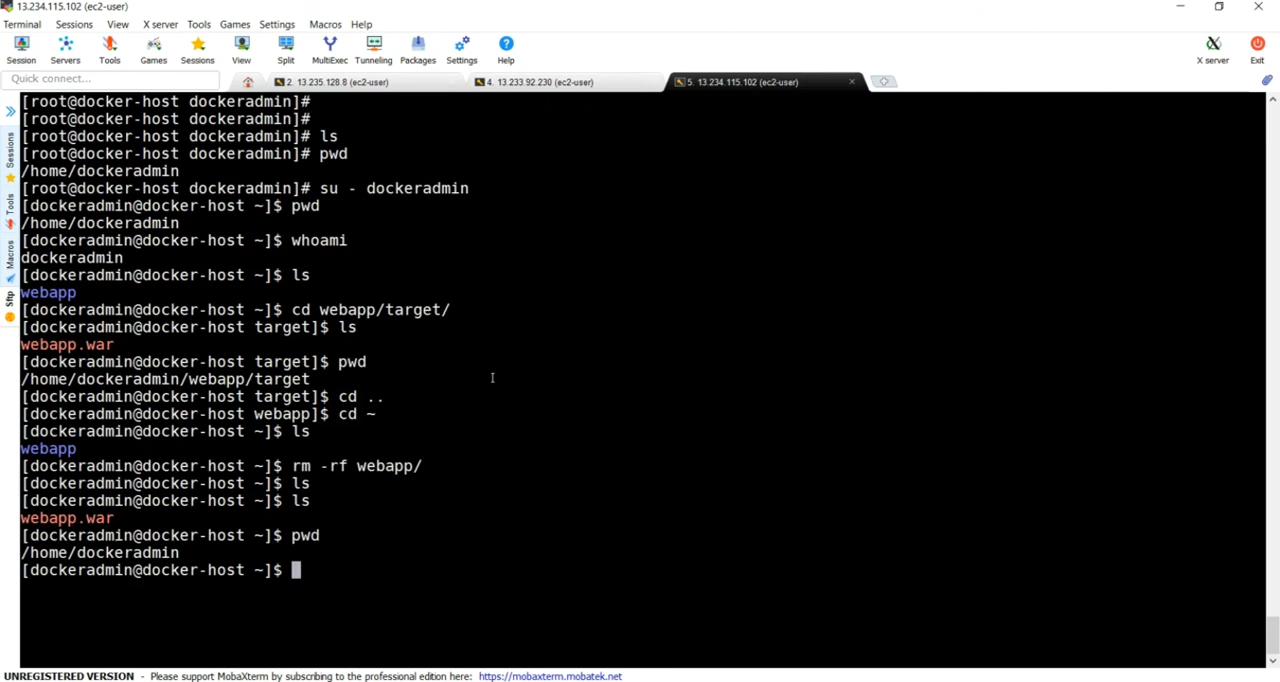 13.234.115.102 (ec2-user)
Terminal Sessions View X server Tools Games Settings Macros Help
Session Servers Tools Games Sessions View Split MultiExec Tunneling Packages Settings Help X server Exit
Quick connect...
2. 13.235.128.8 (ec2-user)
4. 13.233.92.230 (ec2-user)
5. 13.234.115.102 (ec2-user)
Sessions
Tools
Macros
Sftp
[root@docker-host dockeradmin]#
[root@docker-host dockeradmin]#
[root@docker-host dockeradmin]# ls
[root@docker-host dockeradmin]# pwd
/home/dockeradmin
[root@docker-host dockeradmin]# su - dockeradmin
[dockeradmin@docker-host ~]$ pwd
/home/dockeradmin
[dockeradmin@docker-host ~]$ whoami
dockeradmin
[dockeradmin@docker-host ~]$ ls
webapp
[dockeradmin@docker-host ~]$ cd webapp/target/
[dockeradmin@docker-host target]$ ls
webapp.war
[dockeradmin@docker-host target]$ pwd
/home/dockeradmin/webapp/target
[dockeradmin@docker-host target]$ cd ..
[dockeradmin@docker-host webapp]$ cd ~
[dockeradmin@docker-host ~]$ ls
webapp
[dockeradmin@docker-host ~]$ rm -rf webapp/
[dockeradmin@docker-host ~]$ ls
[dockeradmin@docker-host ~]$ ls
webapp.war
[dockeradmin@docker-host ~]$ pwd
/home/dockeradmin
[dockeradmin@docker-host ~]$
UNREGISTERED VERSION - Please support MobaXterm by subscribing to the professional edition here: https://mobaxterm.mobatek.net